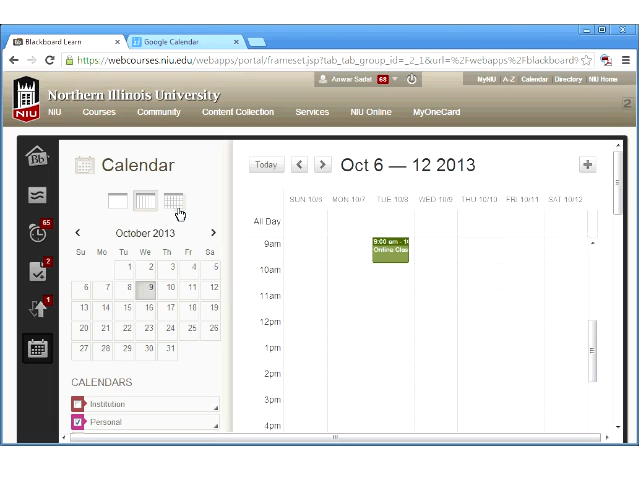 Blackboard Learn
Google Calendar
https://webcourses.niu.edu/webapps/portal/frameset.jsp?tab_tab_group_id=_2_1&url=%2Fwebapps%2Fblackboard%
Anwar Sadat 68
MyNIU A-Z Calendar Directory NIU Home
NIU
Northern Illinois University
NIU Courses Community Content Collection Services NIU Online MyOneCard
2
Bb
65
2
1
Calendar
October 2013
Su Mo Tu We Th Fr Sa
1 2 3 4 5
6 7 8 9 10 11 12
13 14 15 16 17 18 19
20 21 22 23 24 25 26
27 28 29 30 31
CALENDARS
Institution
Personal
Today
Oct 6 — 12 2013
SUN 10/6 MON 10/7 TUE 10/8 WED 10/9 THU 10/10 FRI 10/11 SAT 10/12
All Day
9am
9:00 am - 1
Online Clas
10am
11am
12pm
1pm
2pm
3pm
4pm